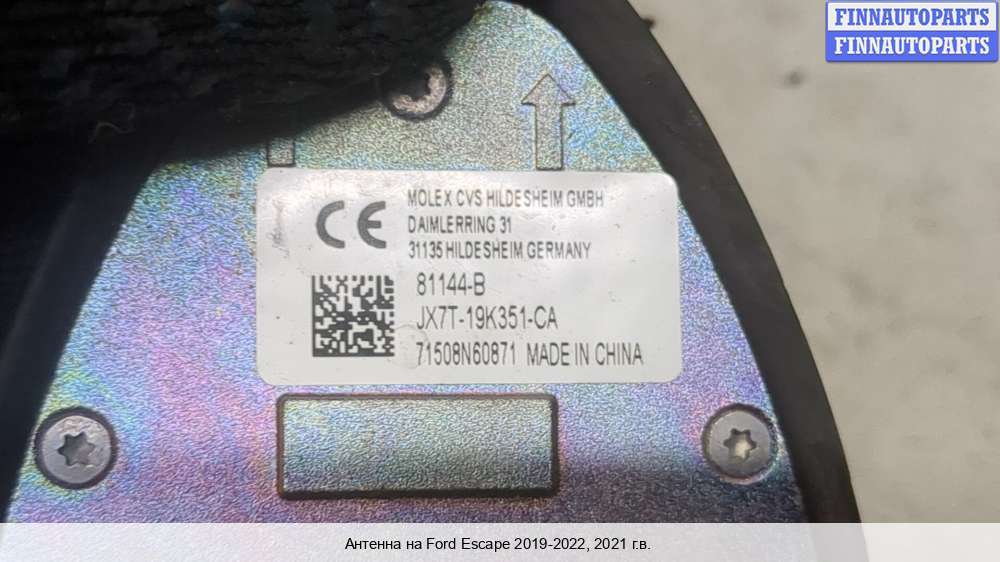 FINNAUTOPARTS
FINNAUTOPARTS
CE
MOLEX CVS HILDESHEIM GMBH
DAIMLERRING 31
31135 HILDESHEIM GERMANY
81144-B
JX7T-19K351-CA
71508N60871 MADE IN CHINA
Антенна на Ford Escape 2019-2022, 2021 г.в.